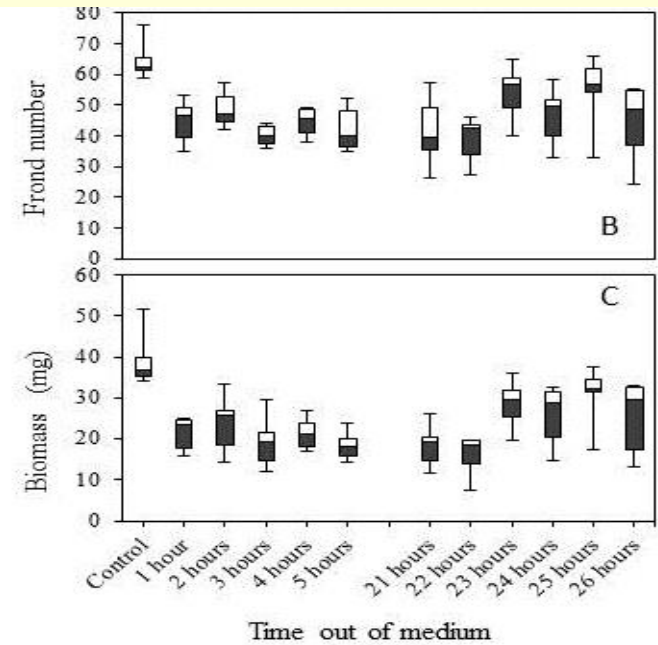 80
70
60
50
40
30
20
10
0
Frond number
B
60
50
40
30
20
10
0
Biomass (mg)
C
Control
1 hour
2 hours
3 hours
4 hours
5 hours
21 hours
22 hours
23 hours
24 hours
25 hours
26 hours
Time out of medium